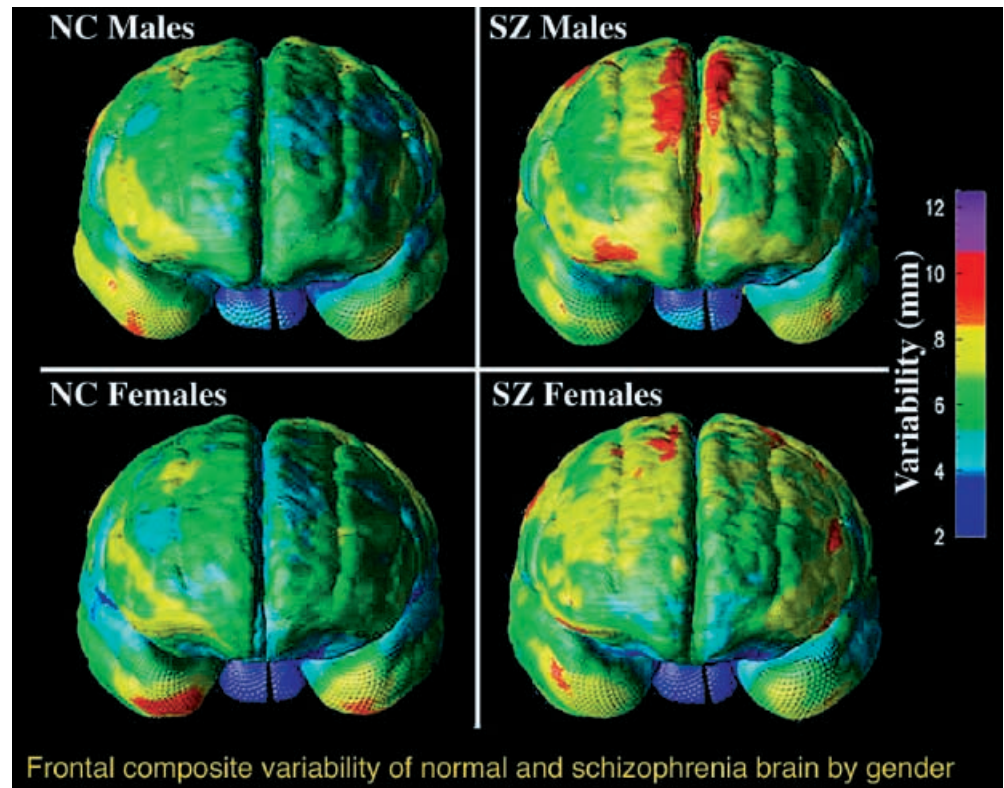 NC Males
SZ Males
NC Females
SZ Females
12
10
8
6
4
2
Variability (mm)
Frontal composite variability of normal and schizophrenia brain by gender